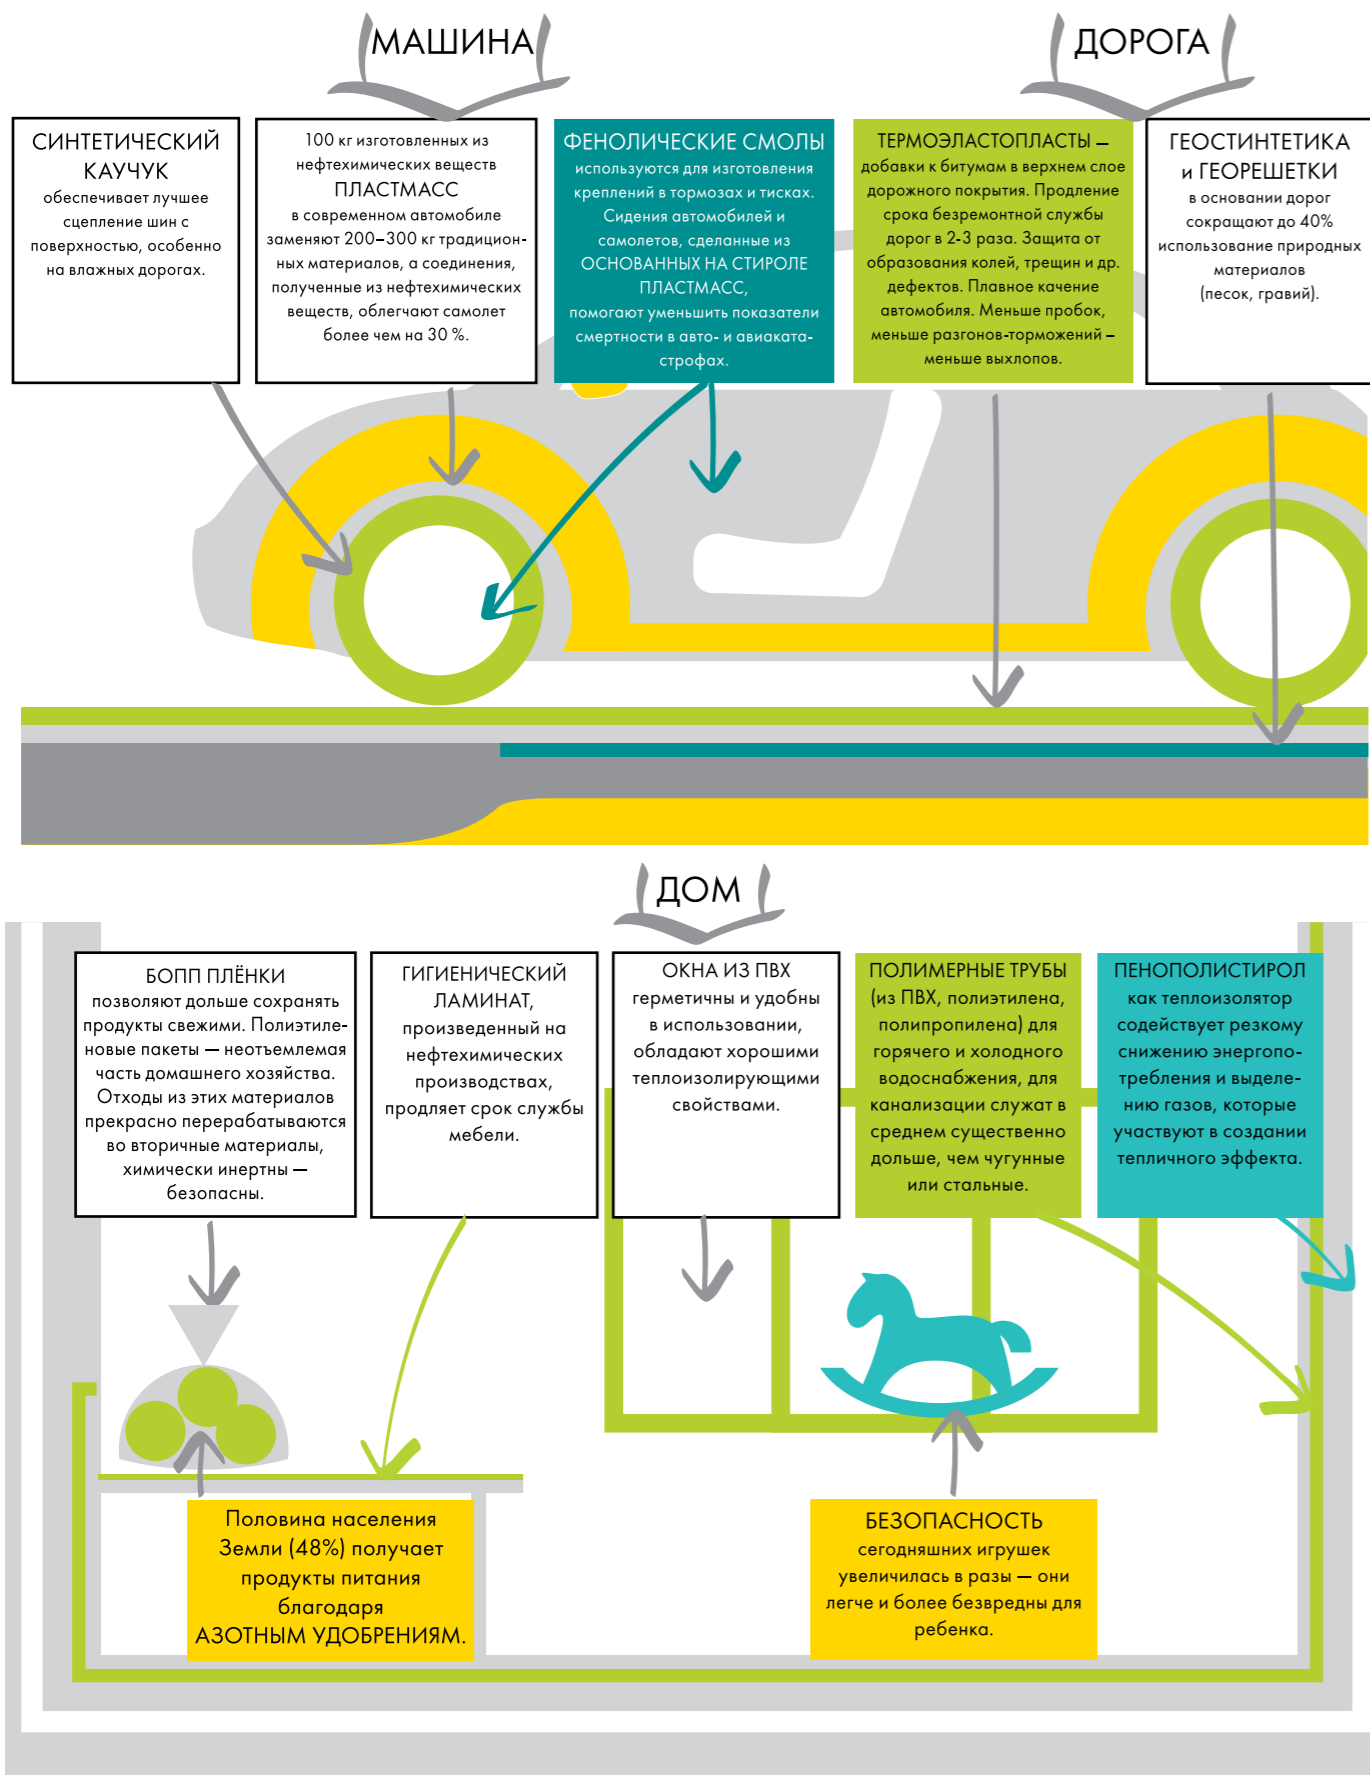 МАШИНА
ДОРОГА
СИНТЕТИЧЕСКИЙ
КАУЧУК
обеспечивает лучшее
сцепление шин с
поверхностью, особенно
на влажных дорогах.
100 кг изготовленных из
нефтехимических веществ
ПЛАСТМАСС
в современном автомобиле
заменяют 200–300 кг традицион-
ных материалов, а соединения,
полученные из нефтехимических
веществ, облегчают самолет
более чем на 30 %.
ФЕНОЛИЧЕСКИЕ СМОЛЫ
используются для изготовления
креплений в тормозах и тисках.
Сидения автомобилей и
самолетов, сделанные из
ОСНОВАННЫХ НА СТИРОЛЕ
ПЛАСТМАСС,
помогают уменьшить показатели
смертности в авто- и авиаката-
строфах.
ТЕРМОЭЛАСТОПЛАСТЫ —
добавки к битумам в верхнем слое
дорожного покрытия. Продление
срока безремонтной службы
дорог в 2-3 раза. Защита от
образования колей, трещин и др.
дефектов. Плавное качение
автомобиля. Меньше пробок,
меньше разгонов-торможений –
меньше выхлопов.
ГЕОСТИНТЕТИКА
и ГЕОРЕШЕТКИ
в основании дорог
сокращают до 40%
использование природных
материалов
(песок, гравий).
ДОМ
БОПП ПЛЁНКИ
позволяют дольше сохранять
продукты свежими. Полиэтиле-
новые пакеты — неотъемлемая
часть домашнего хозяйства.
Отходы из этих материалов
прекрасно перерабатываются
во вторичные материалы,
химически инертны —
безопасны.
ГИГИЕНИЧЕСКИЙ
ЛАМИНАТ,
произведенный на
нефтехимических
производствах,
продляет срок службы
мебели.
ОКНА ИЗ ПВХ
герметичны и удобны
в использовании,
обладают хорошими
теплоизолирующими
свойствами.
ПОЛИМЕРНЫЕ ТРУБЫ
(из ПВХ, полиэтилена,
полипропилена) для
горячего и холодного
водоснабжения, для
канализации служат в
среднем существенно
дольше, чем чугунные
или стальные.
ПЕНОПОЛИСТИРОЛ
как теплоизолятор
содействует резкому
снижению энергопо-
требления и выделе-
нию газов, которые
участвуют в создании
тепличного эффекта.
Половина населения
Земли (48%) получает
продукты питания
благодаря
АЗОТНЫМ УДОБРЕНИЯМ.
БЕЗОПАСНОСТЬ
сегодняшних игрушек
увеличилась в разы — они
легче и более безвредны для
ребенка.